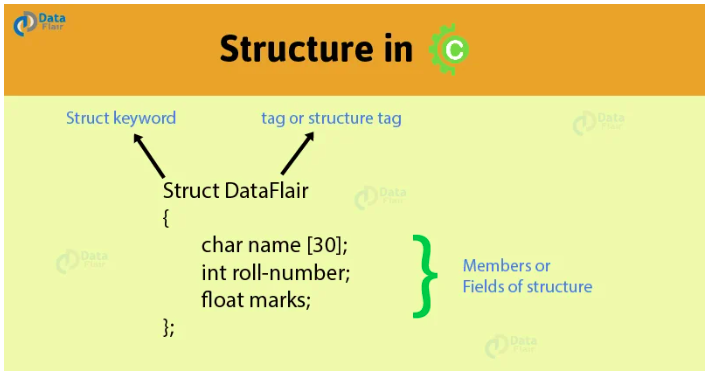 Data
Flair
Structure in C
Struct keyword
tag or structure tag
Data
Flair
Struct DataFlair
Data
Flair
{
char name [30];
int roll-number;
Data
Flair
Members or
Fields of structure
float marks;
};
Data
Flair